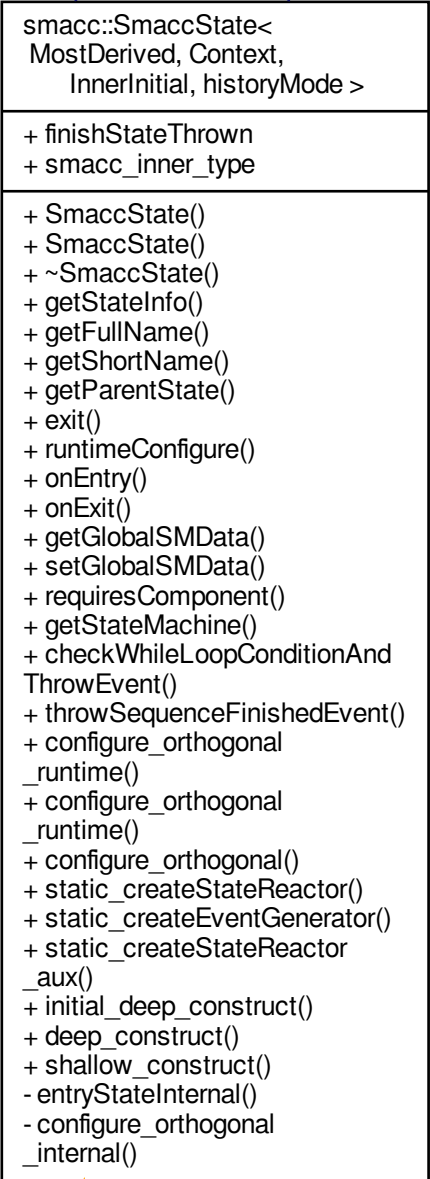 smacc::SmaccState<
MostDerived, Context,
InnerInitial, historyMode >
+ finishStateThrown
+ smacc_inner_type
+ SmaccState()
+ SmaccState()
+ ~SmaccState()
+ getStateInfo()
+ getFullName()
+ getShortName()
+ getParentState()
+ exit()
+ runtimeConfigure()
+ onEntry()
+ onExit()
+ getGlobalSMData()
+ setGlobalSMData()
+ requiresComponent()
+ getStateMachine()
+ checkWhileLoopConditionAnd
ThrowEvent()
+ throwSequenceFinishedEvent()
+ configure_orthogonal
_runtime()
+ configure_orthogonal
_runtime()
+ configure_orthogonal()
+ static_createStateReactor()
+ static_createEventGenerator()
+ static_createStateReactor
_aux()
+ initial_deep_construct()
+ deep_construct()
+ shallow_construct()
- entryStateInternal()
- configure_orthogonal
_internal()